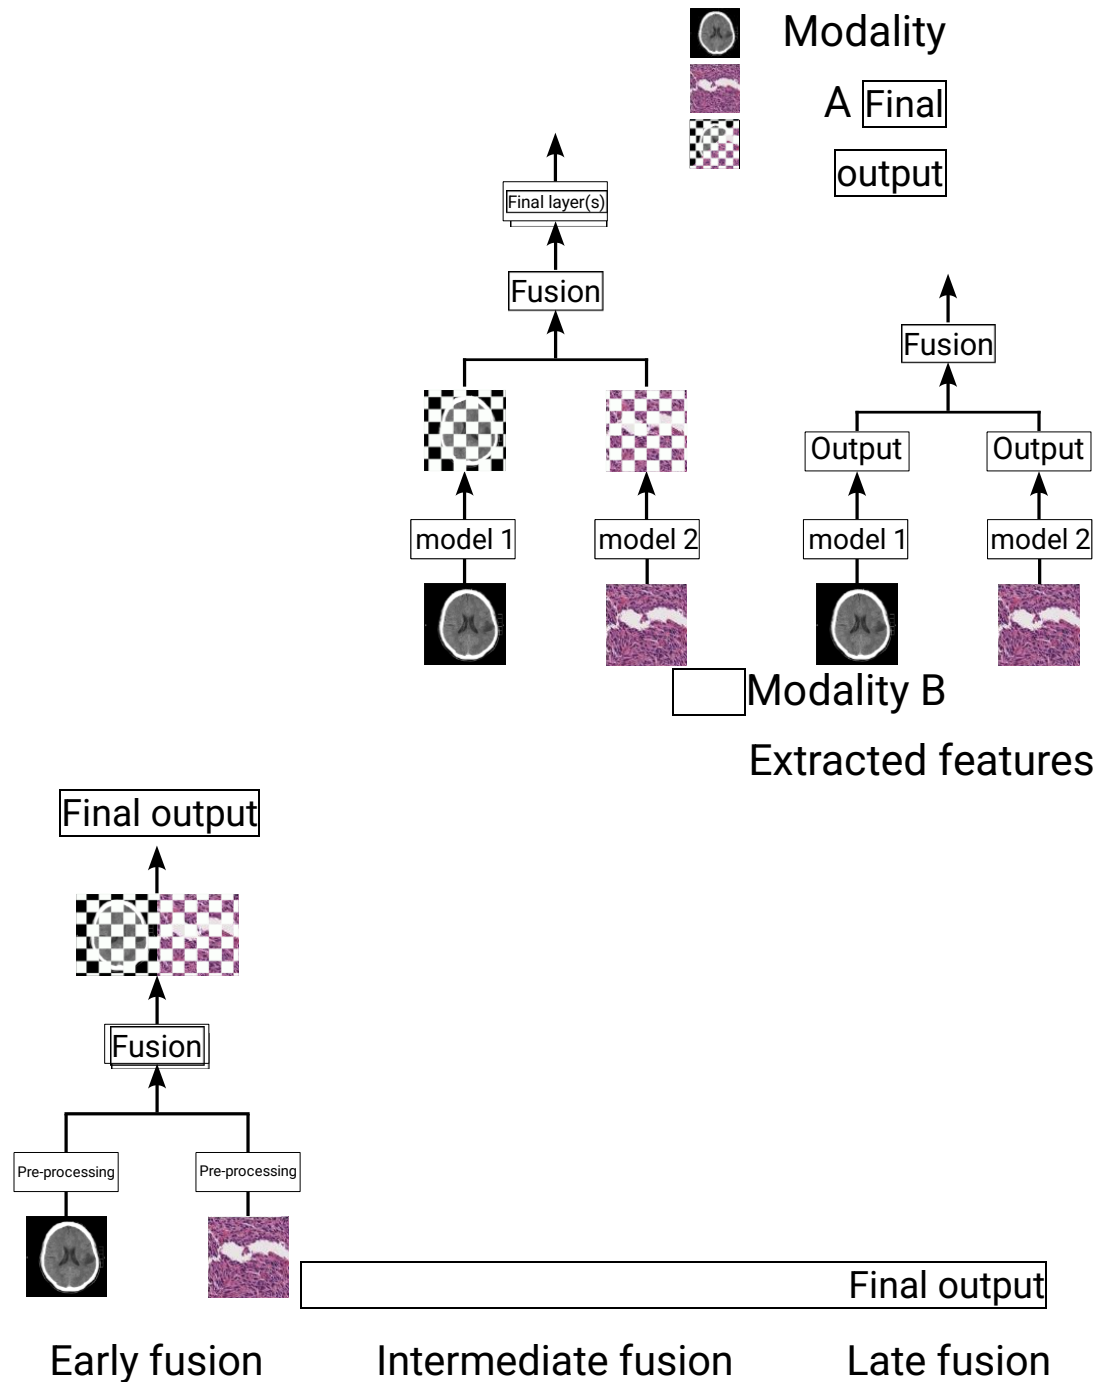 Modality
A Final
output
Final layer(s)
Fusion
Fusion
Output
Output
model 1
model 2
model 1
model 2
Modality B
Extracted features
Final output
Fusion
Pre-processing
Pre-processing
Final output
Early fusion
Intermediate fusion
Late fusion